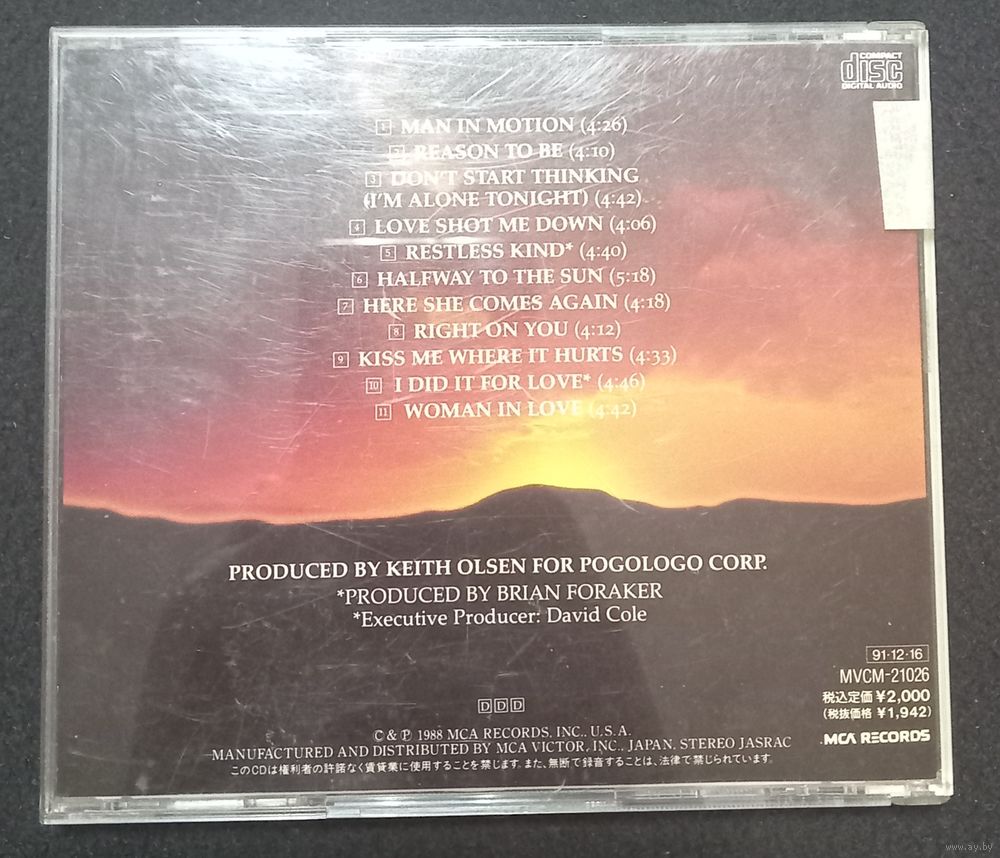 COMPACT
disc
DIGITAL AUDIO
1 MAN IN MOTION (4:26)
2 REASON TO BE (4:10)
3 DON'T START THINKING
(I'M ALONE TONIGHT) (4:42)
4 LOVE SHOT ME DOWN (4:06)
5 RESTLESS KIND* (4:40)
6 HALFWAY TO THE SUN (5:18)
7 HERE SHE COMES AGAIN (4:18)
8 RIGHT ON YOU (4:12)
9 KISS ME WHERE IT HURTS (4:33)
10 I DID IT FOR LOVE* (4:46)
11 WOMAN IN LOVE (4:42)
PRODUCED BY KEITH OLSEN FOR POGOLOGO CORP.
*PRODUCED BY BRIAN FORAKER
*Executive Producer: David Cole
91·12·16
MVCM-21026
税込定価 ¥2,000
(税抜価格 ¥1,942)
MCA RECORDS
DDD
© & ℗ 1988 MCA RECORDS, INC., U.S.A.
MANUFACTURED AND DISTRIBUTED BY MCA VICTOR, INC., JAPAN. STEREO JASRAC
このCDは権利者の許諾なく賃貸業に使用することを禁じます。また、無断で録音することは、法律で禁じられています。
www.ay.by